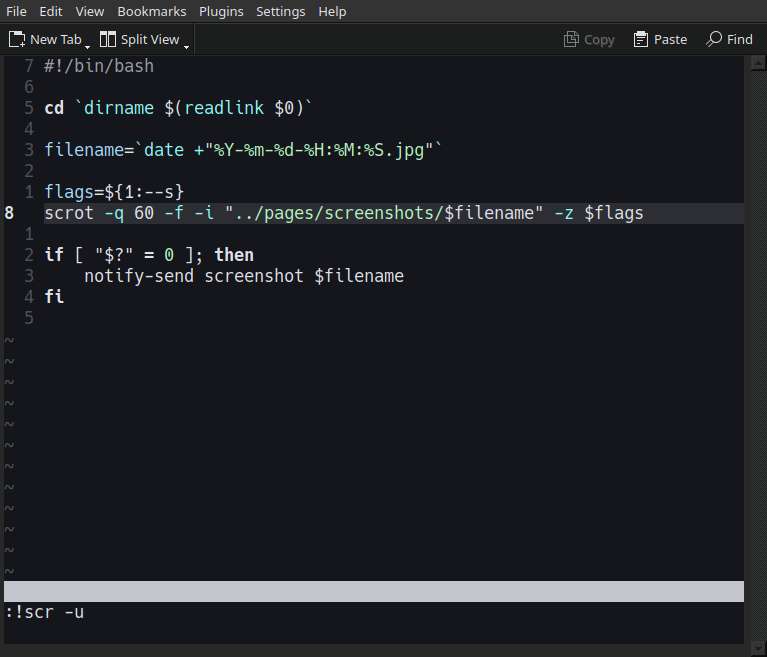 File Edit View Bookmarks Plugins Settings Help
New Tab Split View Copy Paste Find
7 #!/bin/bash
6
5 cd `dirname $(readlink $0)`
4
3 filename=`date +"%Y-%m-%d-%H:%M:%S.jpg"`
2
1 flags=${1:--s}
8 scrot -q 60 -f -i "../pages/screenshots/$filename" -z $flags
1
2 if [ "$?" = 0 ]; then
3     notify-send screenshot $filename
4 fi
5
~
~
~
~
~
~
~
~
~
~
~
~
:!scr -u